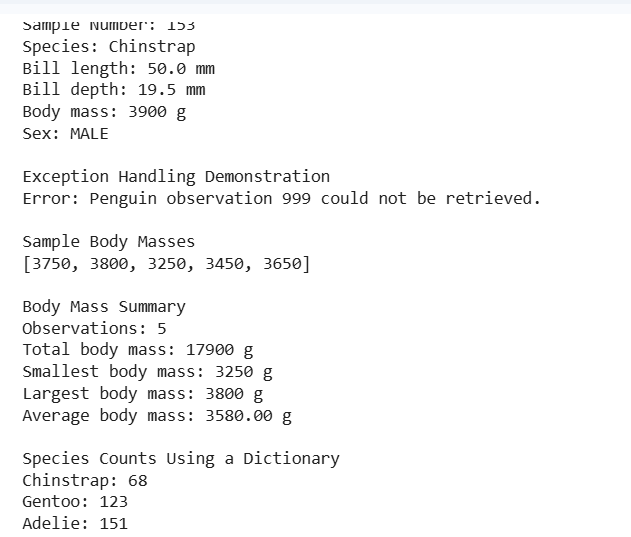 Sample Number: 153
Species: Chinstrap
Bill length: 50.0 mm
Bill depth: 19.5 mm
Body mass: 3900 g
Sex: MALE
Exception Handling Demonstration
Error: Penguin observation 999 could not be retrieved.
Sample Body Masses
[3750, 3800, 3250, 3450, 3650]
Body Mass Summary
Observations: 5
Total body mass: 17900 g
Smallest body mass: 3250 g
Largest body mass: 3800 g
Average body mass: 3580.00 g
Species Counts Using a Dictionary
Chinstrap: 68
Gentoo: 123
Adelie: 151